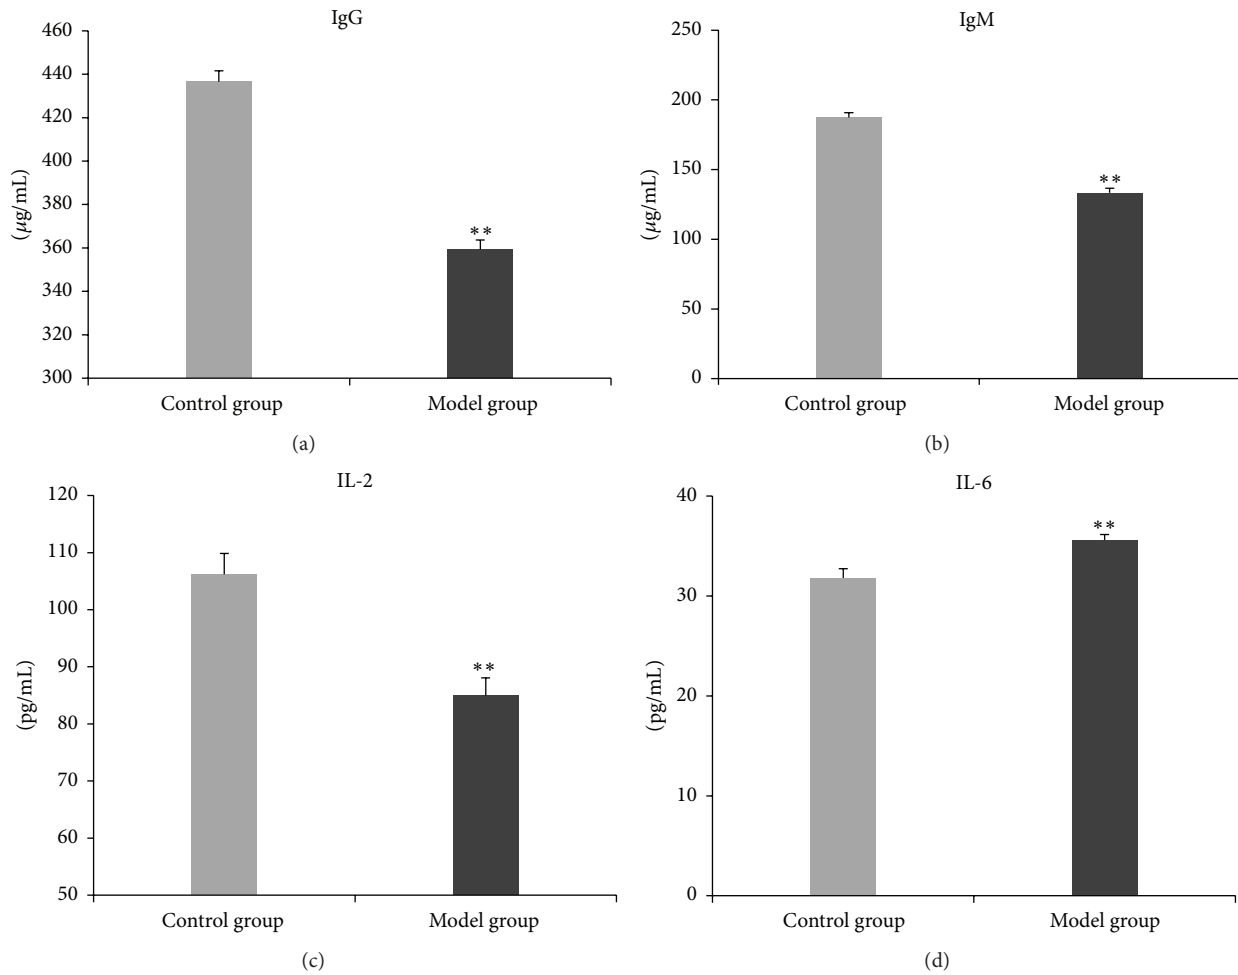 IgG
460
440
420
400
380
360
340
320
300
(µg/mL)
**
Control group
Model group
(a)
IgM
250
200
150
100
50
0
(µg/mL)
**
Control group
Model group
(b)
IL-2
120
110
100
90
80
70
60
50
(pg/mL)
**
Control group
Model group
(c)
IL-6
40
30
20
10
0
(pg/mL)
**
Control group
Model group
(d)